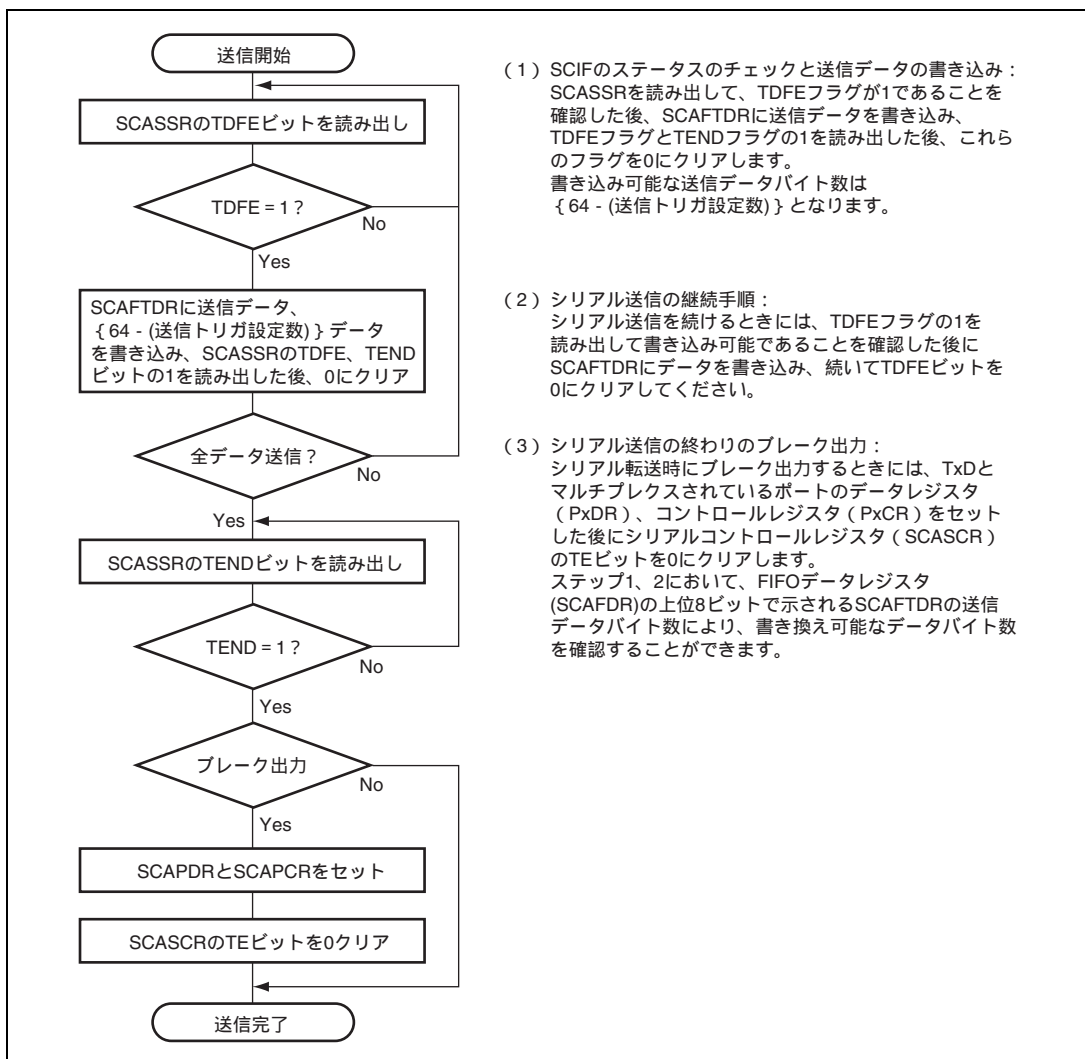 送信開始
SCASSRのTDFEビットを読み出し
TDFE = 1 ?
No
Yes
SCAFTDRに送信データ、
{ 64 - (送信トリガ設定数) } データ
を書き込み、SCASSRのTDFE、TEND
ビットの1を読み出した後、0にクリア
全データ送信？
No
Yes
SCASSRのTENDビットを読み出し
TEND = 1 ?
No
Yes
ブレーク出力
No
Yes
SCAPDRとSCAPCRをセット
SCASCRのTEビットを0クリア
送信完了
（1）SCIFのステータスのチェックと送信データの書き込み：
SCASSRを読み出して、TDFEフラグが1であることを
確認した後、SCAFTDRに送信データを書き込み、
TDFEフラグとTENDフラグの1を読み出した後、これら
のフラグを0にクリアします。
書き込み可能な送信データバイト数は
{ 64 - (送信トリガ設定数) } となります。
（2）シリアル送信の継続手順：
シリアル送信を続けるときには、TDFEフラグの1を
読み出して書き込み可能であることを確認した後に
SCAFTDRにデータを書き込み、続いてTDFEビットを
0にクリアしてください。
（3）シリアル送信の終わりのブレーク出力：
シリアル転送時にブレーク出力するときには、TxDと
マルチプレクスされているポートのデータレジスタ
（PxDR）、コントロールレジスタ（PxCR）をセット
した後にシリアルコントロールレジスタ（SCASCR）
のTEビットを0にクリアします。
ステップ1、2において、FIFOデータレジスタ
(SCAFDR)の上位8ビットで示されるSCAFTDRの送信
データバイト数により、書き換え可能なデータバイト数
を確認することができます。